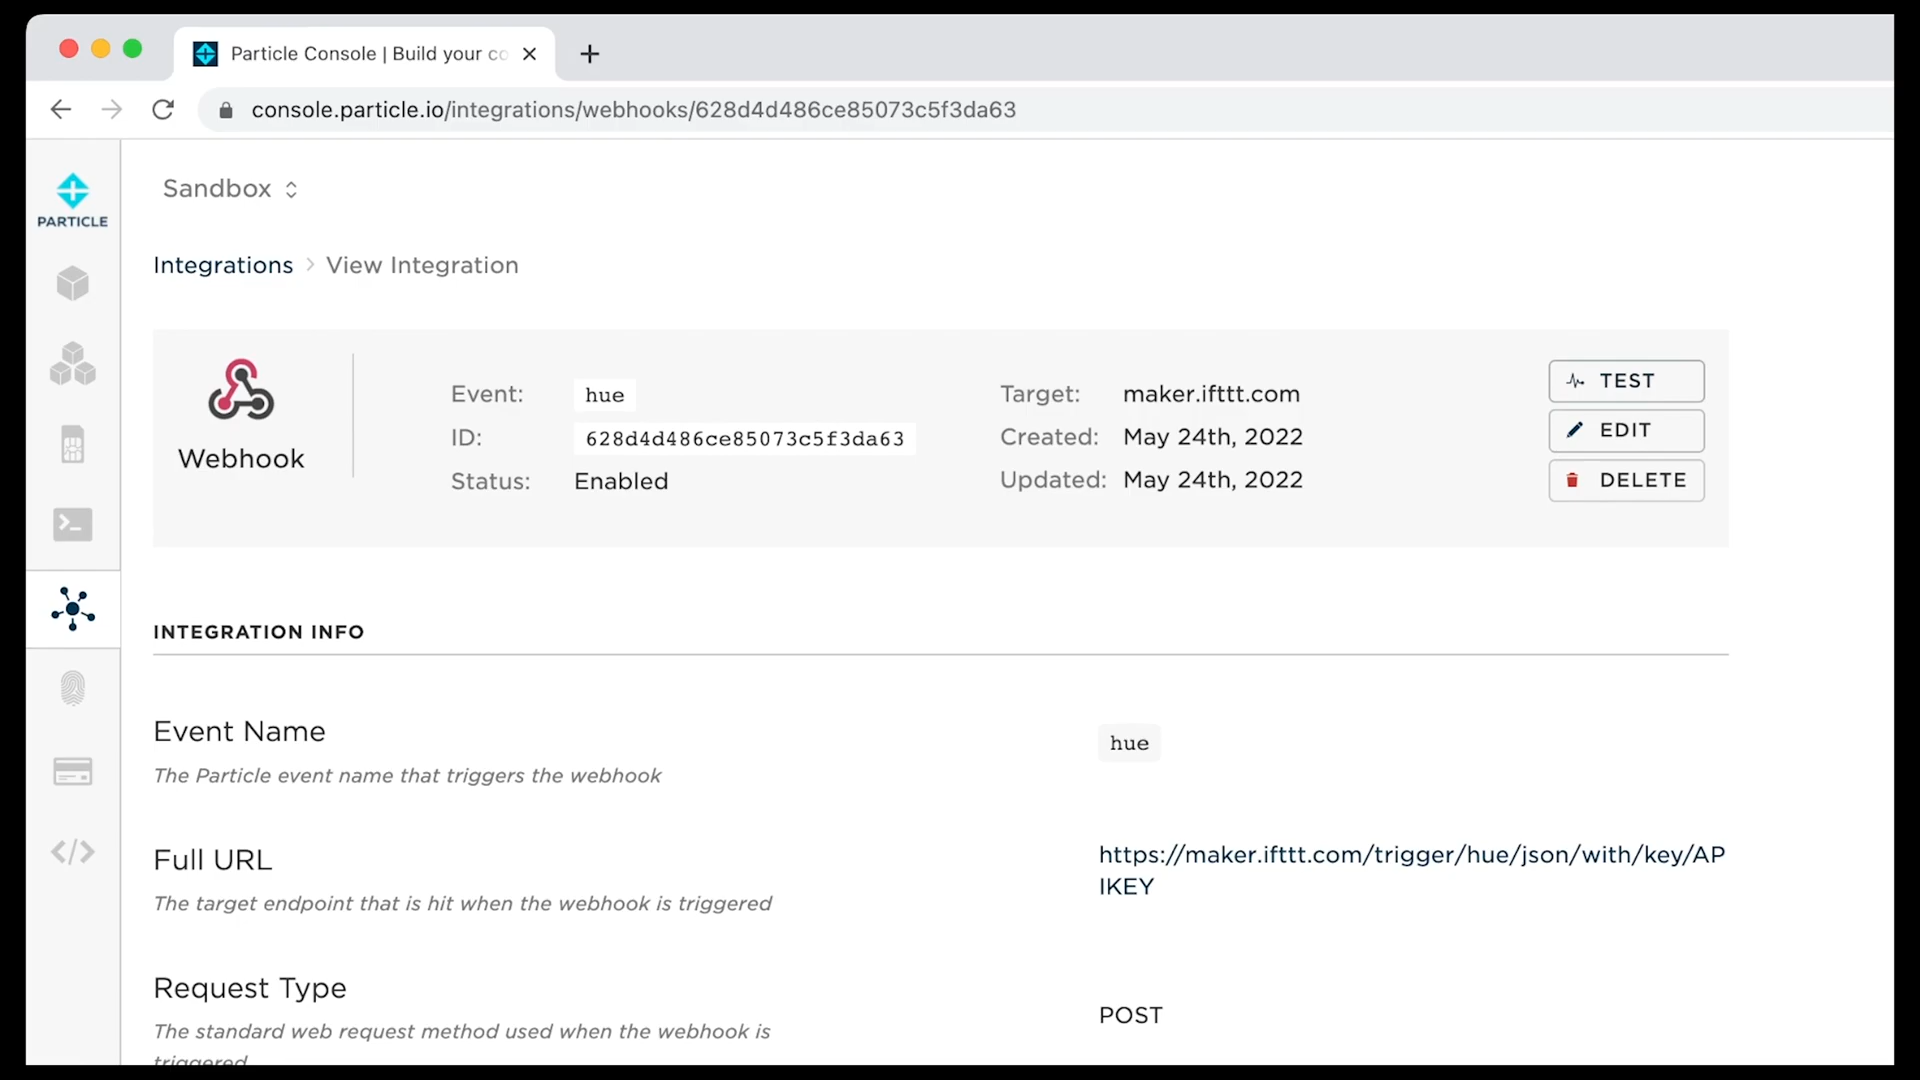 Particle Console | Build your co
console.particle.io/integrations/webhooks/628d4d486ce85073c5f3da63
PARTICLE
Sandbox
Integrations > View Integration
Webhook
Event: hue
ID: 628d4d486ce85073c5f3da63
Status: Enabled
Target: maker.ifttt.com
Created: May 24th, 2022
Updated: May 24th, 2022
TEST
EDIT
DELETE
INTEGRATION INFO
Event Name
The Particle event name that triggers the webhook
hue
Full URL
The target endpoint that is hit when the webhook is triggered
https://maker.ifttt.com/trigger/hue/json/with/key/AP
IKEY
Request Type
The standard web request method used when the webhook is
triggered
POST